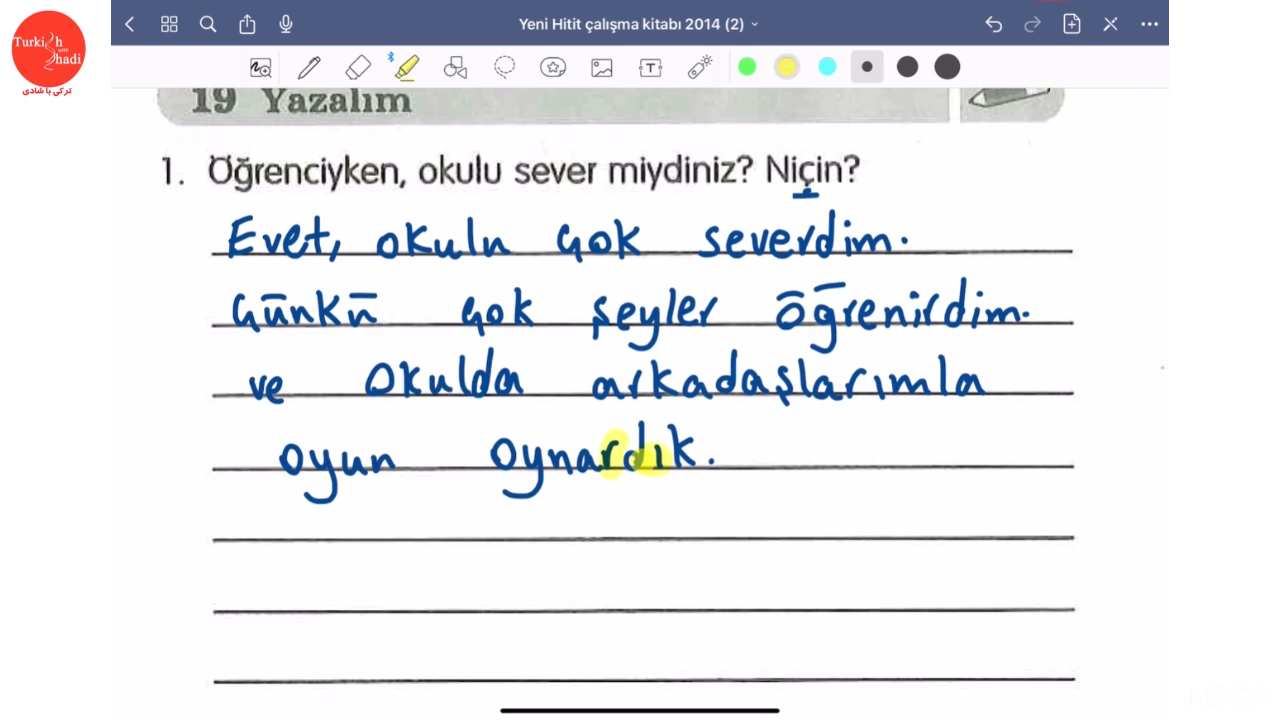 Yeni Hitit çalışma kitabı 2014 (2)
Turkish
with
Shadi
ترکی با شادی
19 Yazalım
1. Öğrenciyken, okulu sever miydiniz? Niçin?
Evet, okulu çok severdim.
Çünkü çok şeyler öğrenirdim.
ve okulda arkadaşlarımla
oyun oynardık.